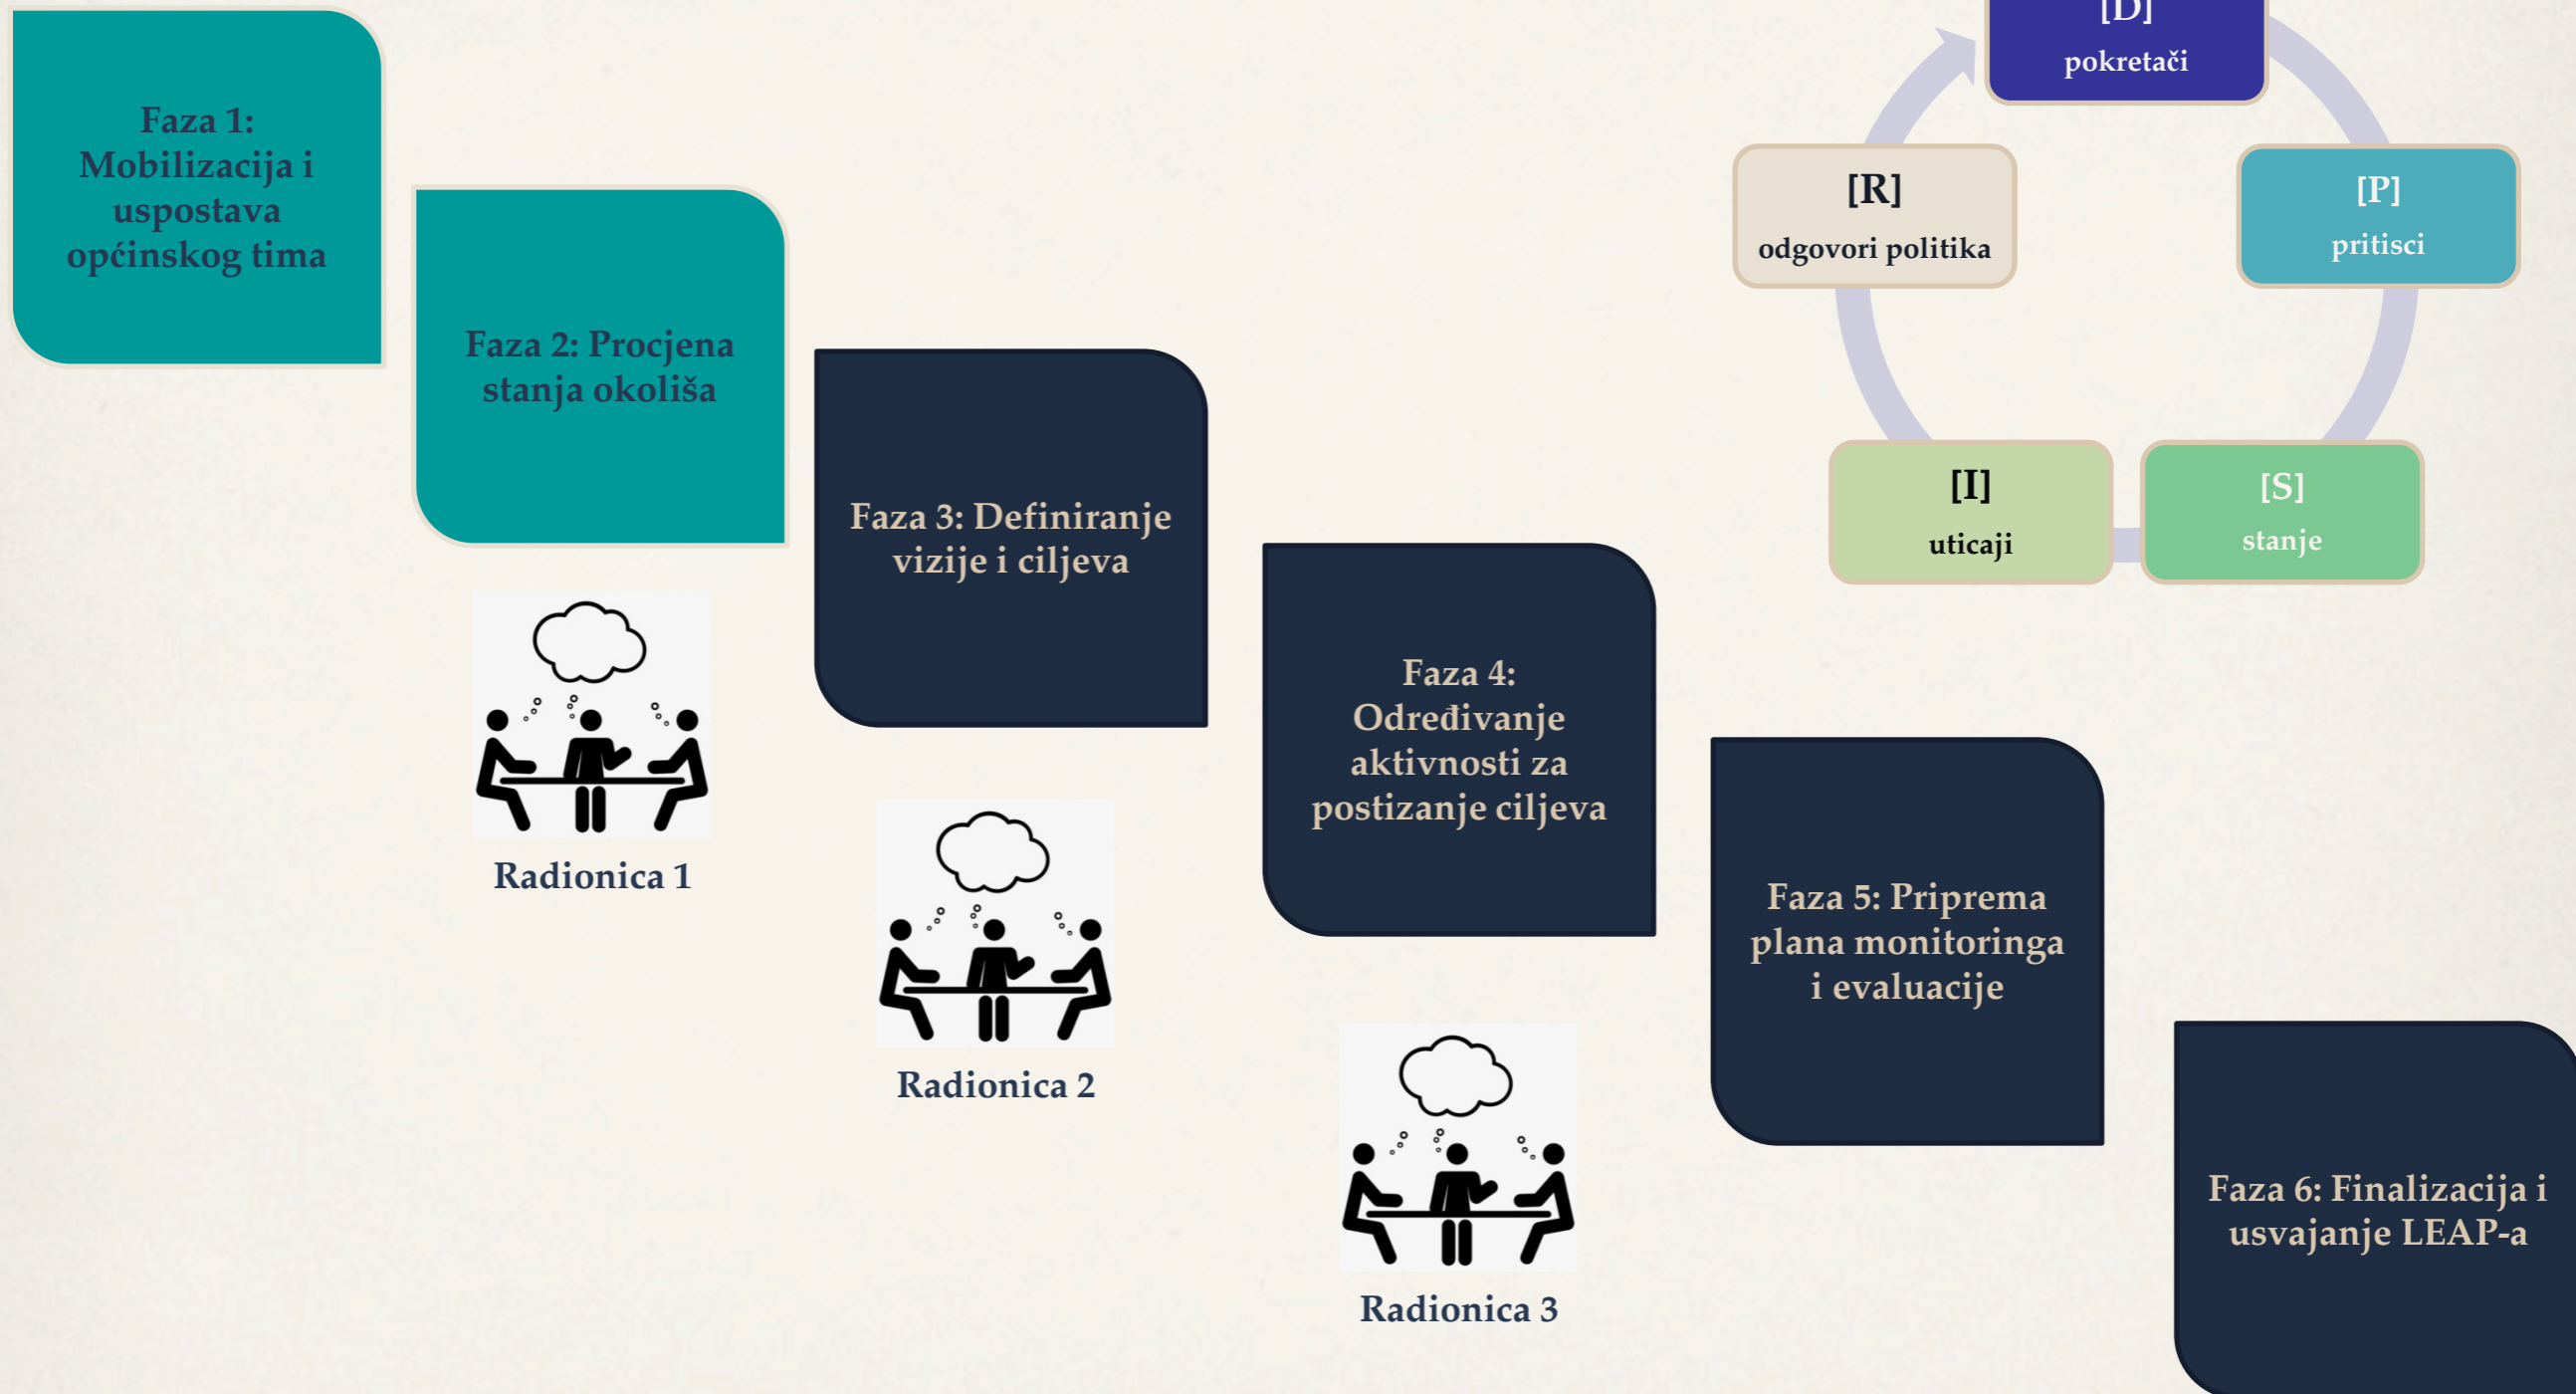 Faza 1:
Mobilizacija i
uspostava
općinskog tima
Faza 2: Procjena
stanja okoliša
Radionica 1
Faza 3: Definiranje
vizije i ciljeva
Radionica 2
Faza 4:
Određivanje
aktivnosti za
postizanje ciljeva
Radionica 3
Faza 5: Priprema
plana monitoringa
i evaluacije
Faza 6: Finalizacija i
usvajanje LEAP-a
[D]
pokretači
[P]
pritisci
[S]
stanje
[I]
uticaji
[R]
odgovori politika